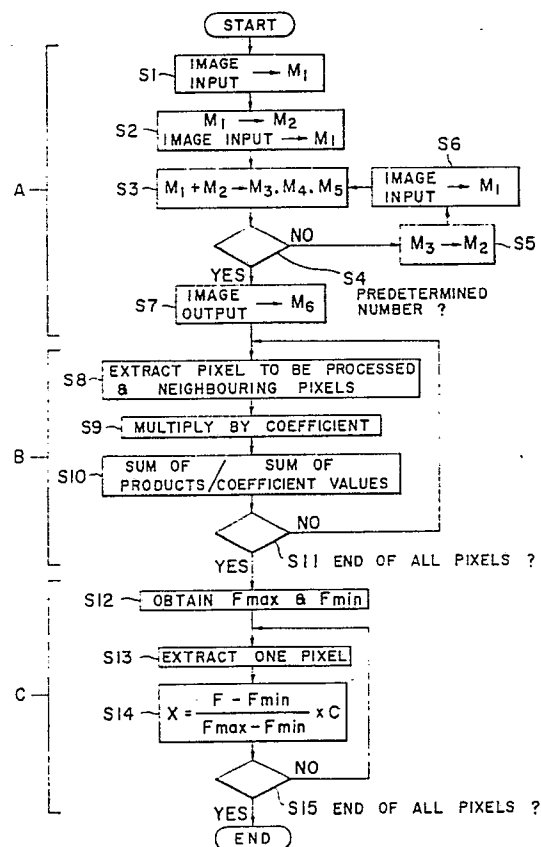 START
S1
IMAGE
INPUT → M1
S2
M1 → M2
IMAGE INPUT → M1
S6
IMAGE
INPUT → M1
A
S3
M1 + M2 → M3. M4. M5
NO
M3 → M2
S5
YES
S4
PREDETERMINED
NUMBER ?
S7
IMAGE
OUTPUT → M6
S8
EXTRACT PIXEL TO BE PROCESSED
& NEIGHBOURING PIXELS
S9
MULTIPLY BY COEFFICIENT
B
S10
SUM OF / SUM OF
PRODUCTS / COEFFICIENT VALUES
NO
YES
S11 END OF ALL PIXELS ?
S12
OBTAIN Fmax & Fmin
S13
EXTRACT ONE PIXEL
C
S14
X = (F - Fmin) / (Fmax - Fmin) x C
NO
YES
S15 END OF ALL PIXELS ?
END